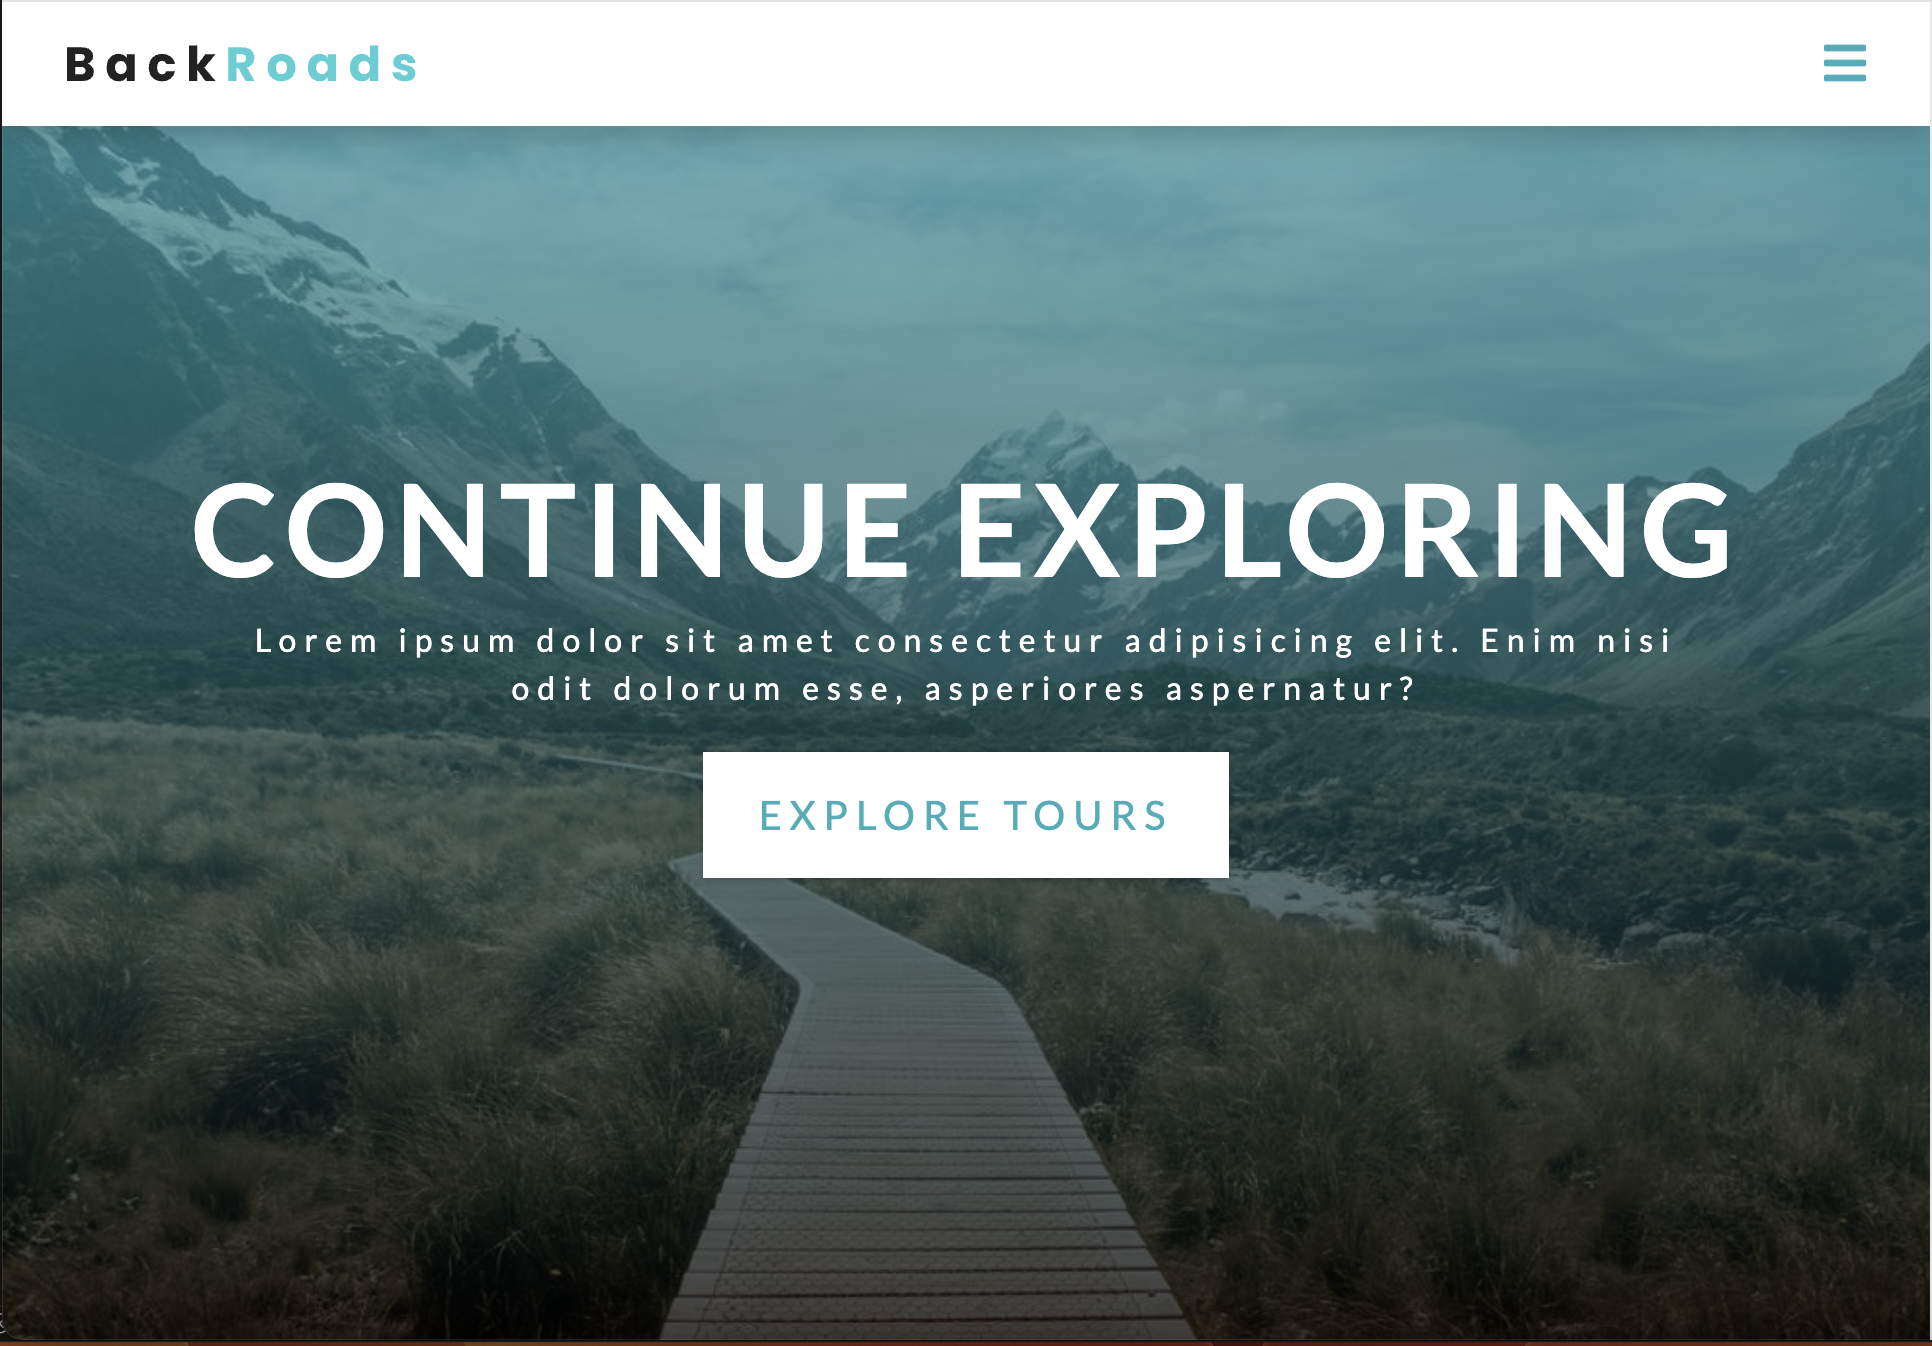 BackRoads
CONTINUE EXPLORING
Lorem ipsum dolor sit amet consectetur adipisicing elit. Enim nisi
odit dolorum esse, asperiores aspernatur?
EXPLORE TOURS